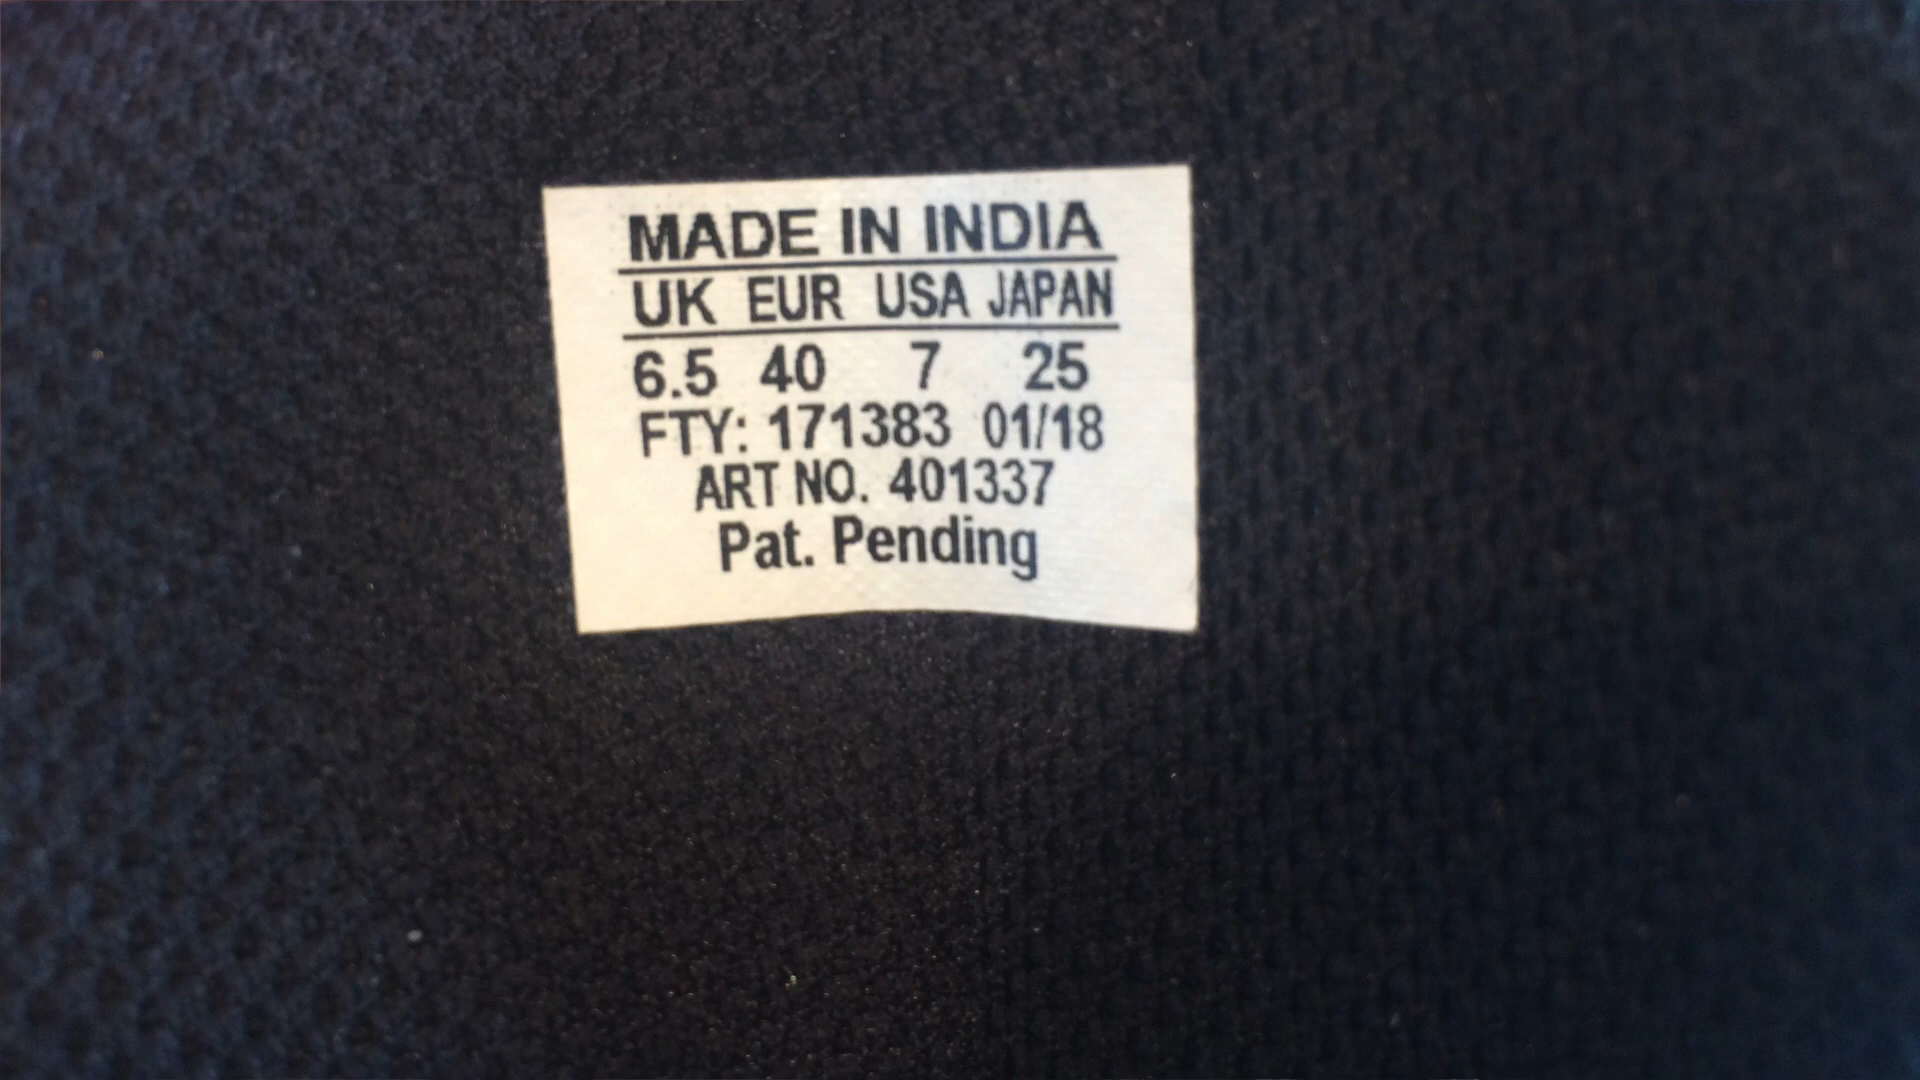 MADE IN INDIA
UK EUR USA JAPAN
6.5 40 7 25
FTY: 171383 01/18
ART NO. 401337
Pat. Pending